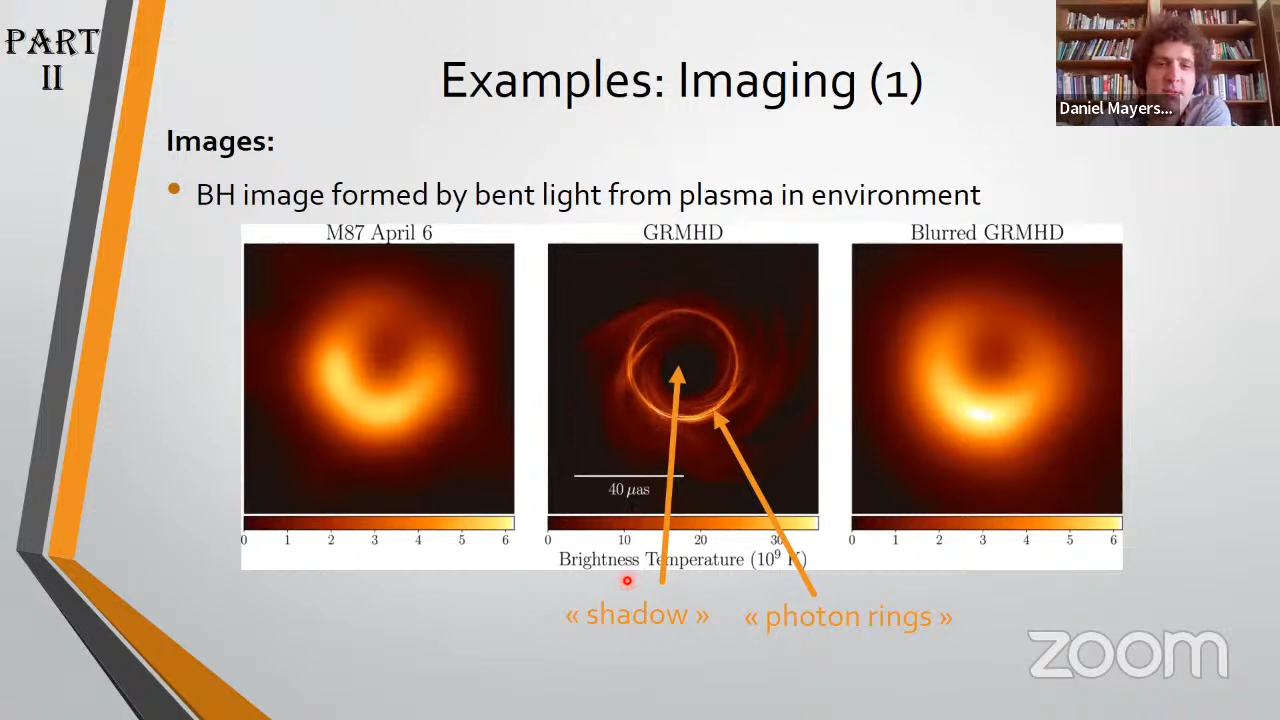 PART
II
Examples: Imaging (1)
Daniel Mayers...
Images:
• BH image formed by bent light from plasma in environment
M87 April 6
GRMHD
Blurred GRMHD
40 μas
0 1 2 3 4 5 6
0 10 20 30
0 1 2 3 4 5 6
Brightness Temperature (10⁹ K)
« shadow »
« photon rings »
zoom